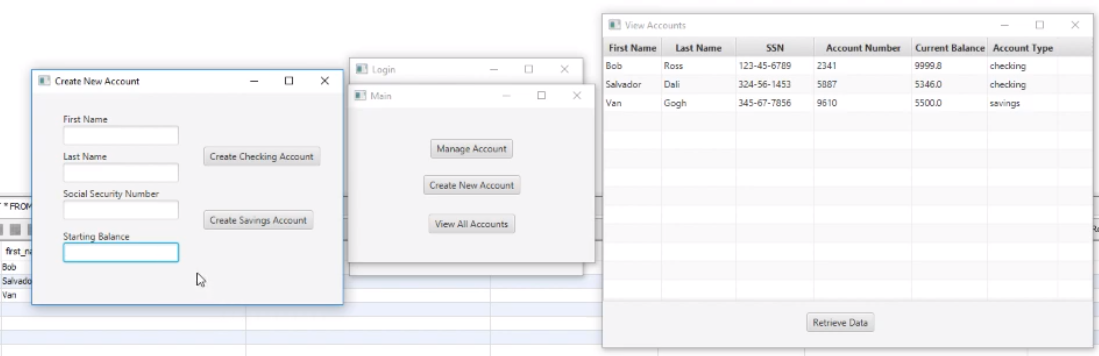 Create New Account
First Name
Last Name
Social Security Number
Starting Balance
Create Checking Account
Create Savings Account
Login
Main
Manage Account
Create New Account
View All Accounts
View Accounts
First Name Last Name SSN Account Number Current Balance Account Type
Bob Ross 123-45-6789 2341 9999.8 checking
Salvador Dali 324-56-1453 5887 5346.0 checking
Van Gogh 345-67-7856 9610 5500.0 savings
Retrieve Data
* FROM
first_na
Bob
Salvado
Van